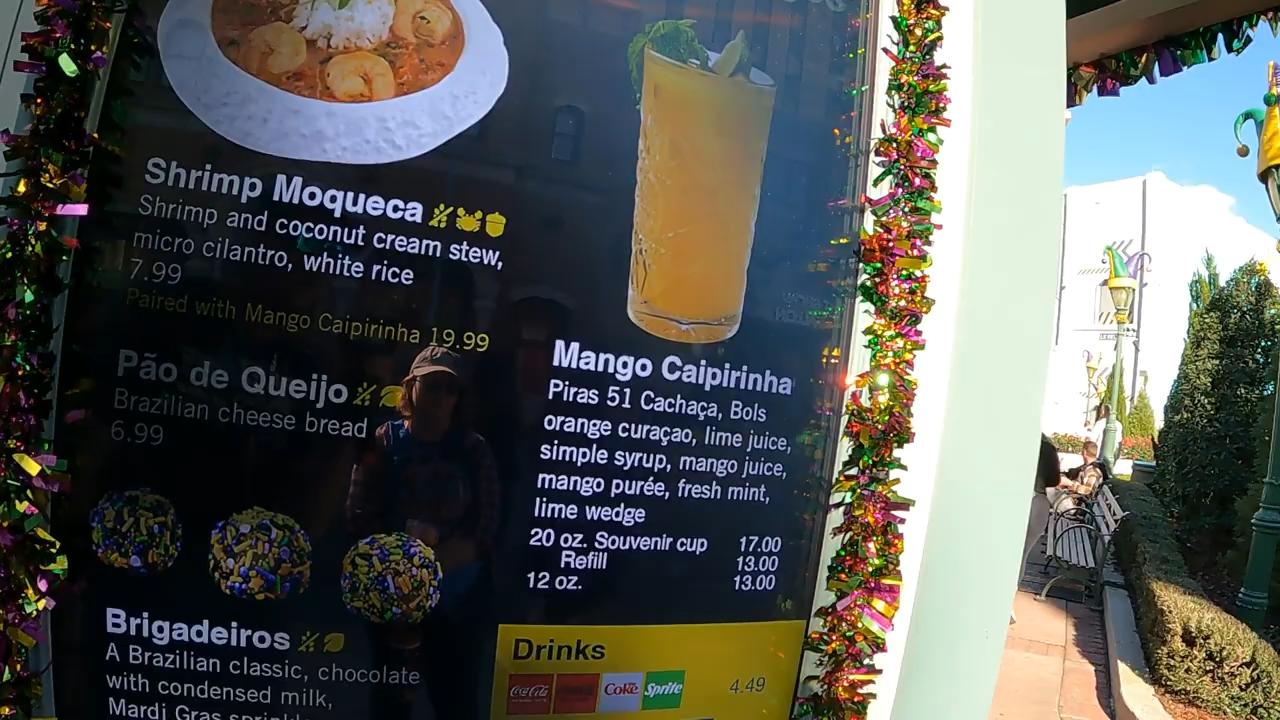 Shrimp Moqueca
Shrimp and coconut cream stew,
micro cilantro, white rice
7.99
Paired with Mango Caipirinha 19.99
Pão de Queijo
Brazilian cheese bread
6.99
Brigadeiros
A Brazilian classic, chocolate
with condensed milk,
Mardi Gras
Mango Caipirinha
Piras 51 Cachaça, Bols
orange curaçao, lime juice,
simple syrup, mango juice,
mango purée, fresh mint,
lime wedge
20 oz. Souvenir cup 17.00
Refill 13.00
12 oz. 13.00
Drinks
Coca-Cola Coke Sprite 4.49